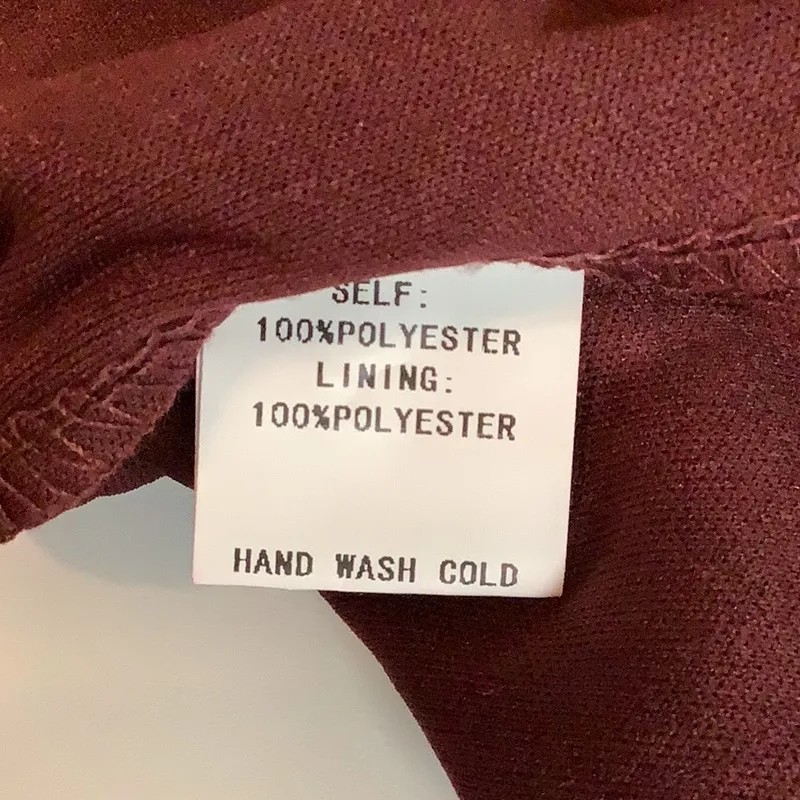 SELF:
100%POLYESTER
LINING:
100%POLYESTER
HAND WASH COLD